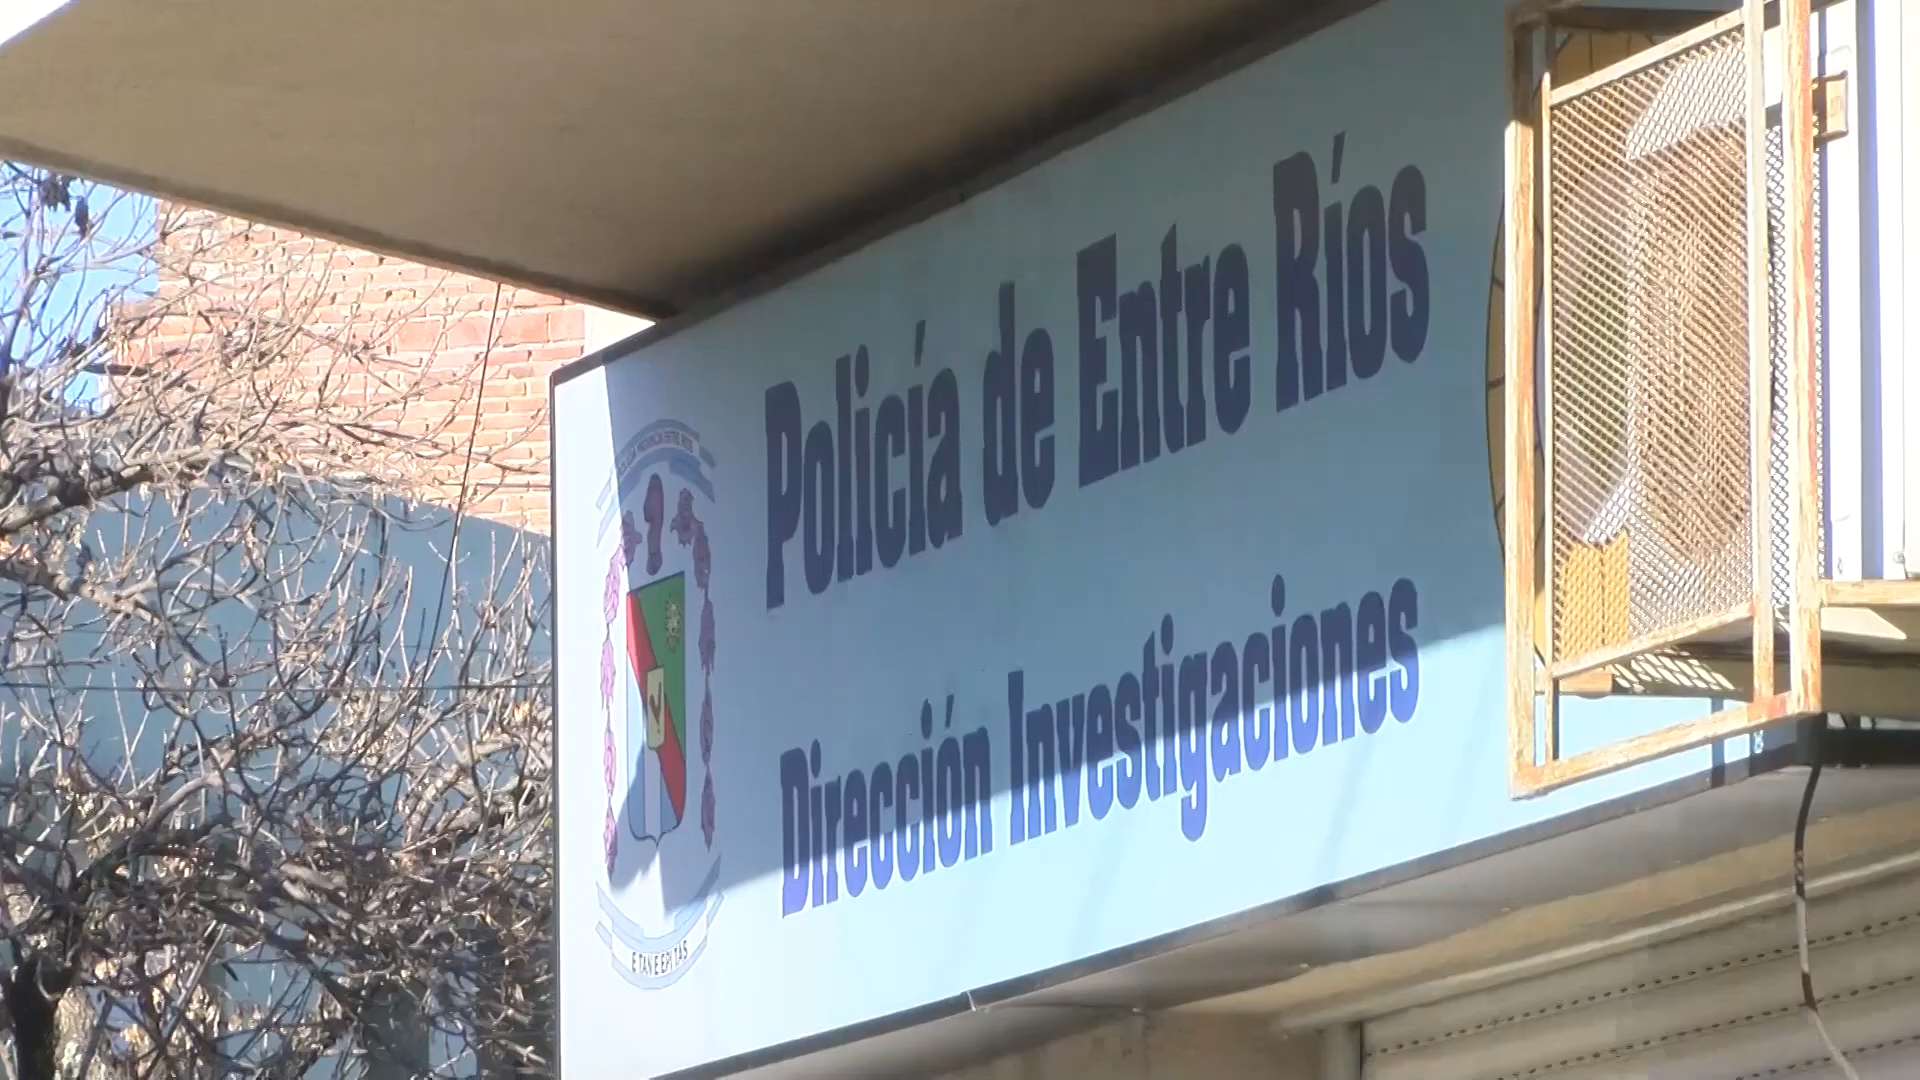 Policía de Entre Ríos
Dirección Investigaciones